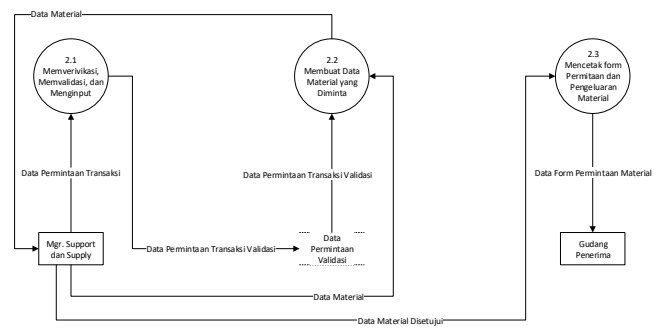 Data Material
2.1
Memverivikasi,
Memvalidasi, dan
Menginput
2.2
Membuat Data
Material yang
Diminta
2.3
Mencetak form
Permitaan dan
Pengeluaran
Material
Data Permintaan Transaksi
Data Permintaan Transaksi Validasi
Data Form Permintaan Material
Mgr. Support
dan Supply
Data Permintaan Transaksi Validasi
Data
Permintaan
Validasi
Gudang
Penerima
Data Material
Data Material Disetujui